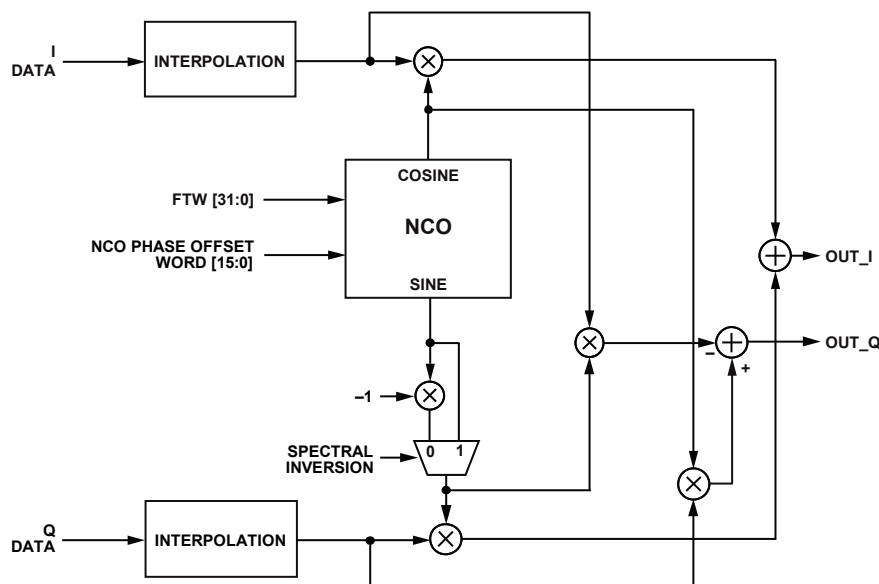 I
DATA
INTERPOLATION
COSINE
NCO
SINE
FTW [31:0]
NCO PHASE OFFSET
WORD [15:0]
OUT_I
OUT_Q
–
+
–1
0 1
SPECTRAL
INVERSION
Q
DATA
INTERPOLATION